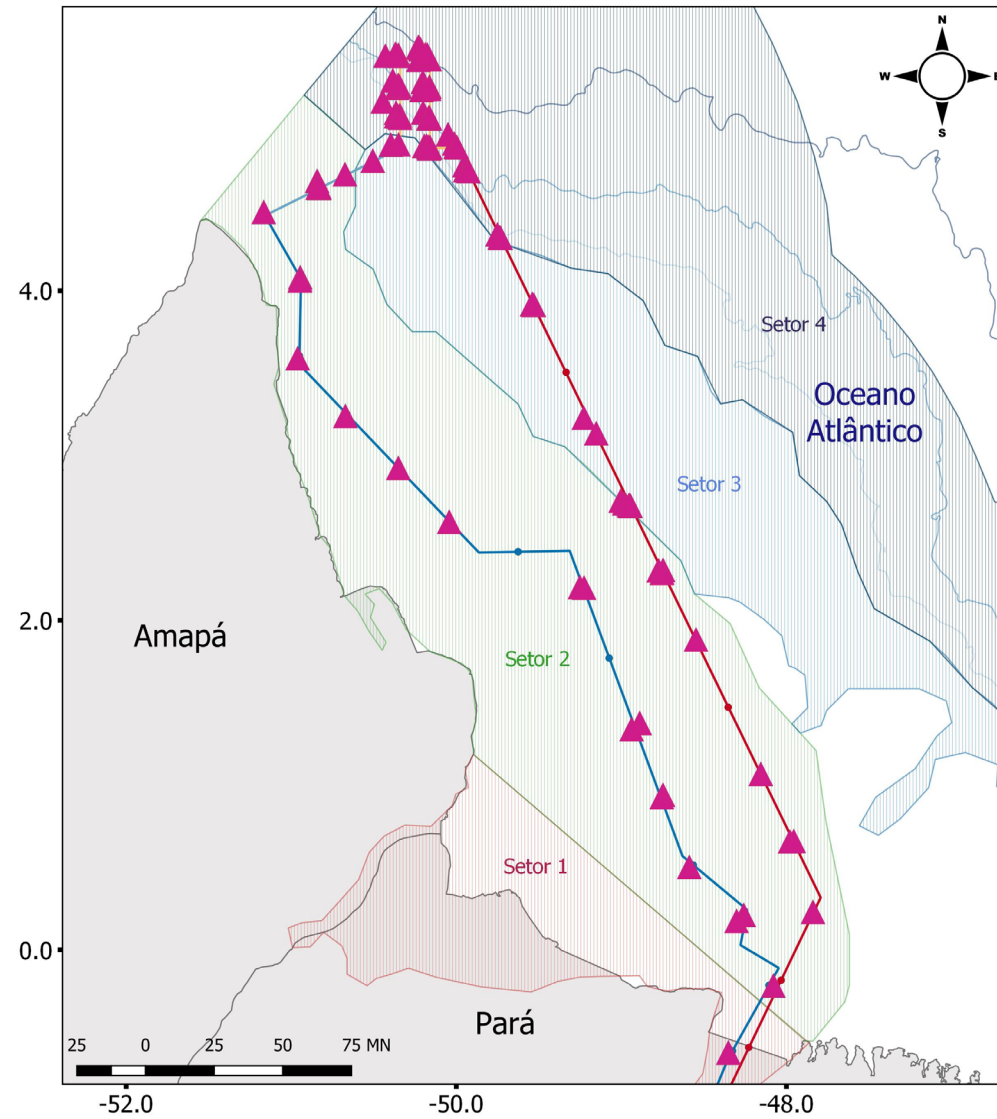 N
W
E
S
4.0
Setor 4
Oceano
Atlântico
Setor 3
2.0
Amapá
Setor 2
Setor 1
0.0
Pará
25 0 25 50 75 MN
-52.0 -50.0 -48.0